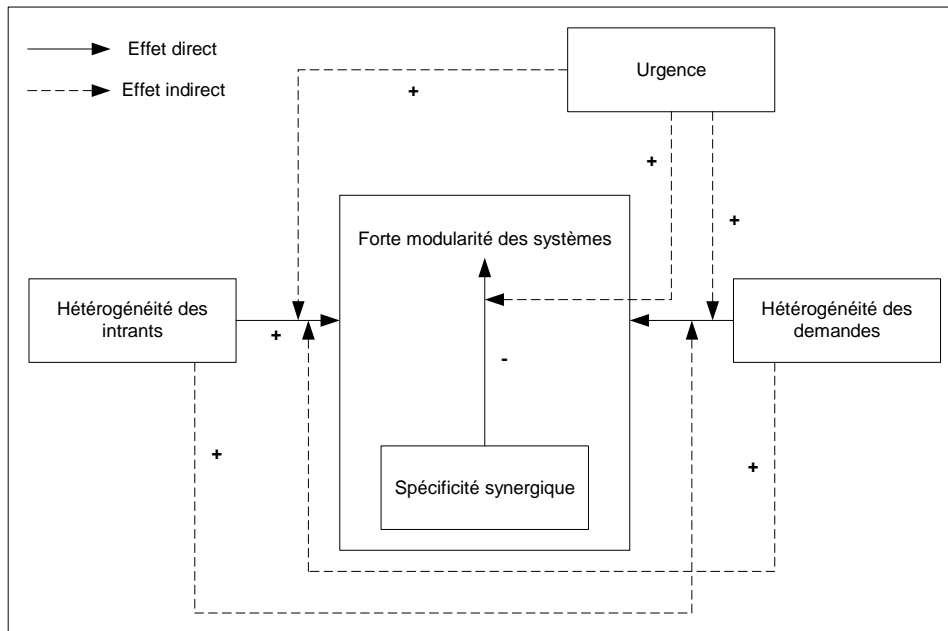 Effet direct
Effet indirect
Urgence
+
+
+
Forte modularité des systèmes
Hétérogénéité des
intrants
+
Hétérogénéité des
demandes
-
+
+
Spécificité synergique